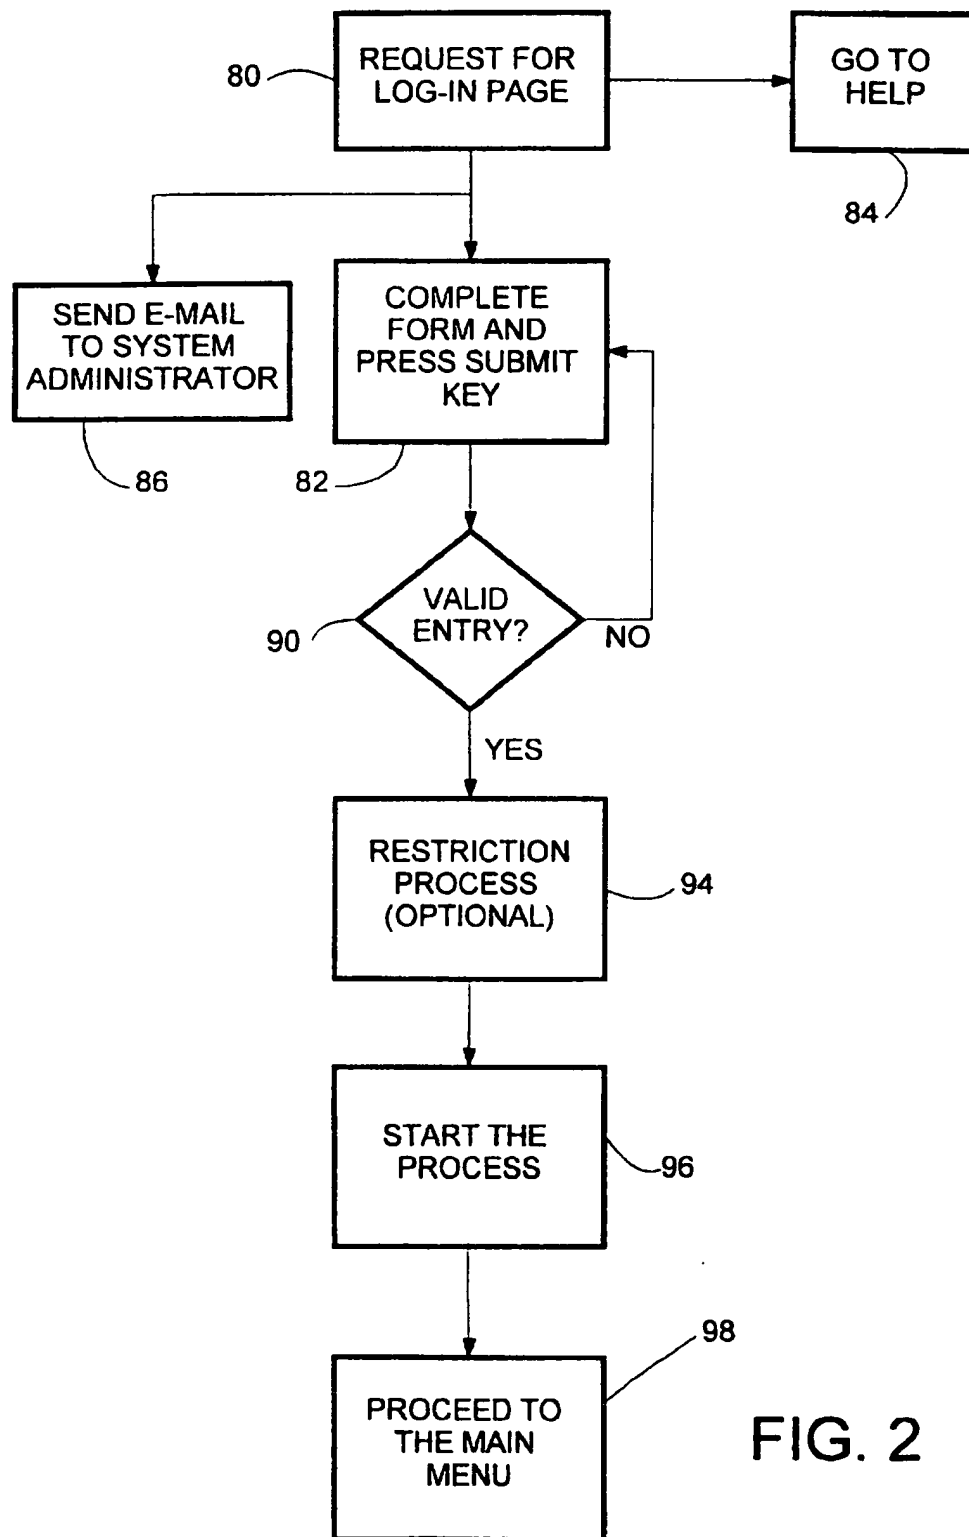 80
REQUEST FOR
LOG-IN PAGE
GO TO
HELP
84
SEND E-MAIL
TO SYSTEM
ADMINISTRATOR
86
COMPLETE
FORM AND
PRESS SUBMIT
KEY
82
VALID
ENTRY?
90
NO
YES
RESTRICTION
PROCESS
(OPTIONAL)
94
START THE
PROCESS
96
98
PROCEED TO
THE MAIN
MENU
FIG. 2